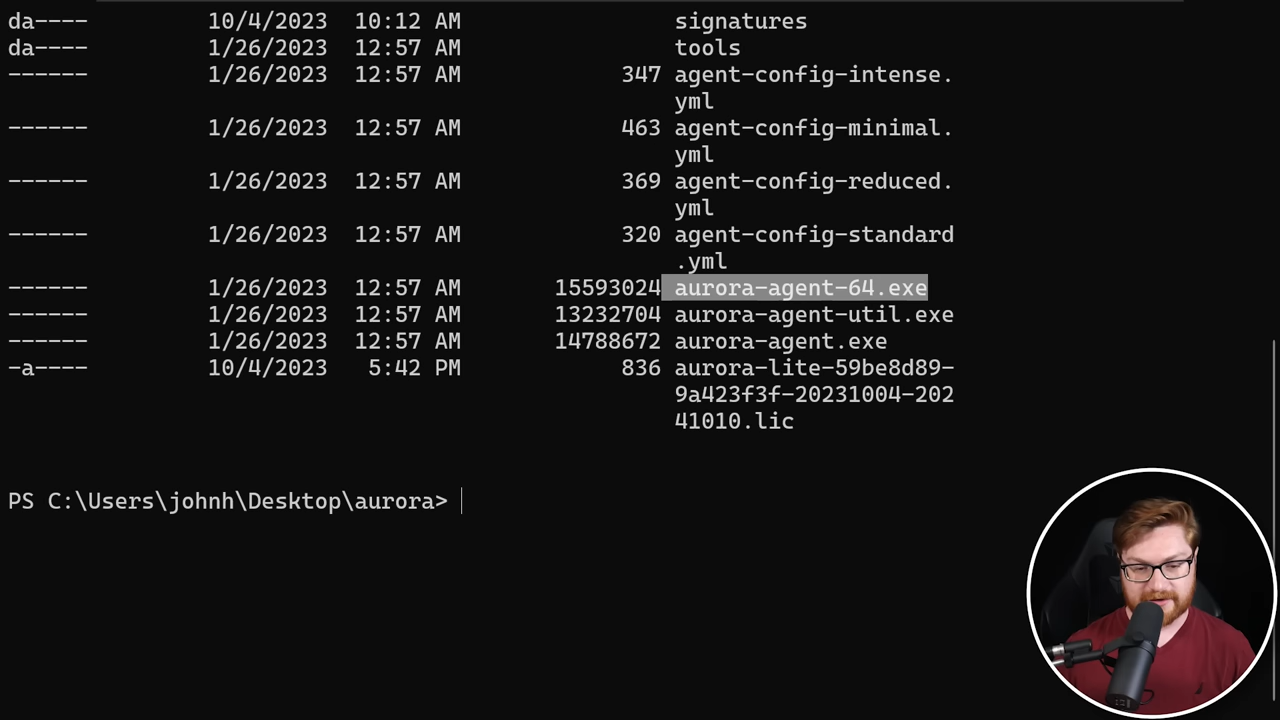 da---- 10/4/2023 10:12 AM signatures
da---- 1/26/2023 12:57 AM tools
------ 1/26/2023 12:57 AM 347 agent-config-intense.
yml
------ 1/26/2023 12:57 AM 463 agent-config-minimal.
yml
------ 1/26/2023 12:57 AM 369 agent-config-reduced.
yml
------ 1/26/2023 12:57 AM 320 agent-config-standard
.yml
------ 1/26/2023 12:57 AM 15593024 aurora-agent-64.exe
------ 1/26/2023 12:57 AM 13232704 aurora-agent-util.exe
------ 1/26/2023 12:57 AM 14788672 aurora-agent.exe
-a---- 10/4/2023 5:42 PM 836 aurora-lite-59be8d89-
9a423f3f-20231004-202
41010.lic
PS C:\Users\johnh\Desktop\aurora>